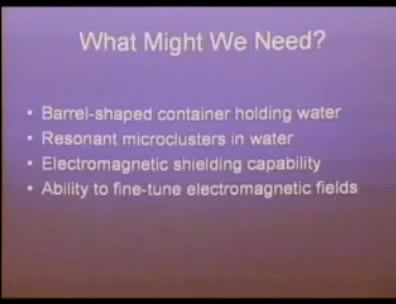 What Might We Need?
• Barrel-shaped container holding water
• Resonant microclusters in water
• Electromagnetic shielding capability
• Ability to fine-tune electromagnetic fields